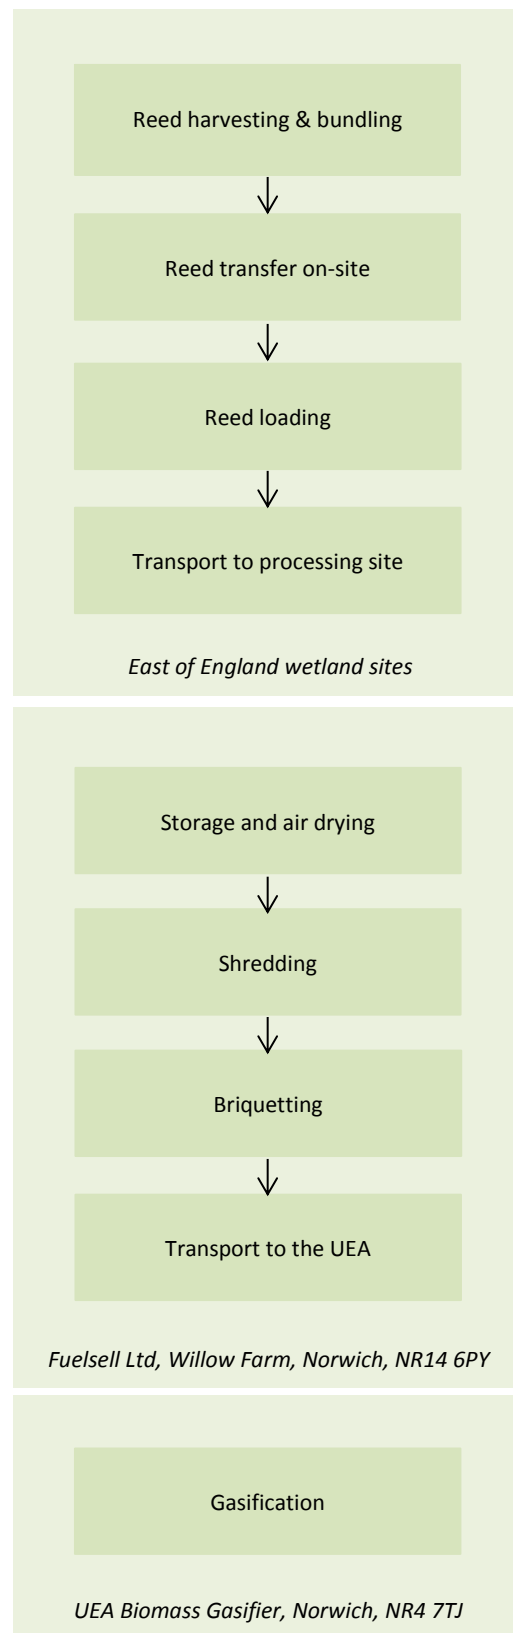 Reed harvesting & bundling
Reed transfer on-site
Reed loading
Transport to processing site
East of England wetland sites
Storage and air drying
Shredding
Briquetting
Transport to the UEA
Fuelsell Ltd, Willow Farm, Norwich, NR14 6PY
Gasification
UEA Biomass Gasifier, Norwich, NR4 7TJ